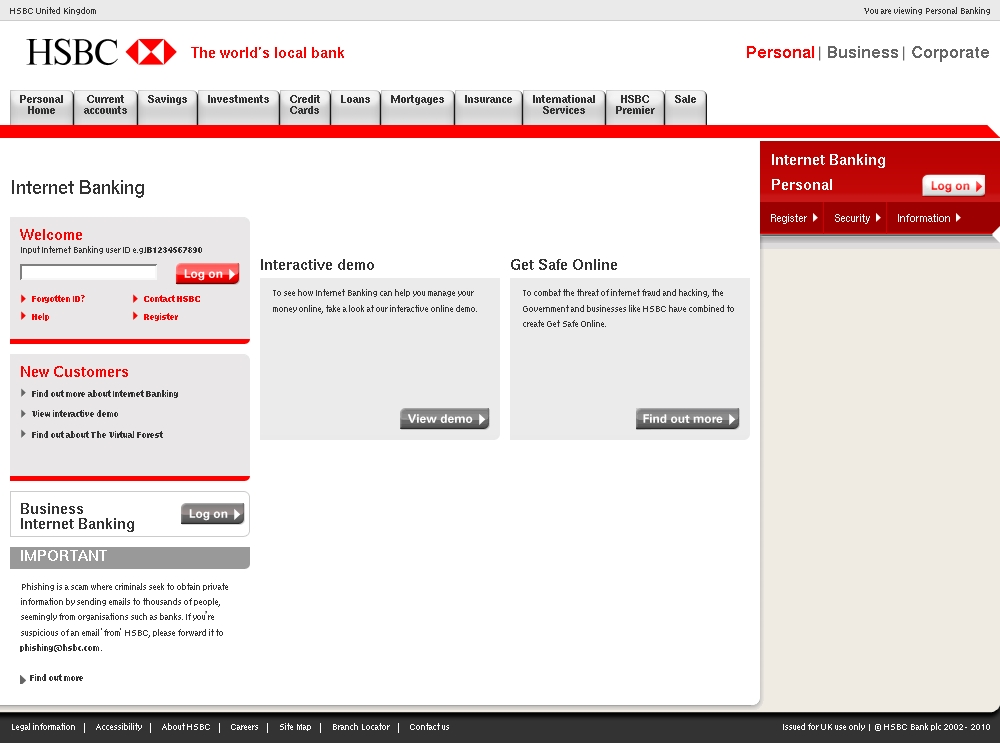 HSBC United Kingdom
You are viewing Personal Banking
HSBC
The world's local bank
Personal | Business | Corporate
Personal Home
Current accounts
Savings
Investments
Credit Cards
Loans
Mortgages
Insurance
International Services
HSBC Premier
Sale
Internet Banking
Personal
Log on
Register
Security
Information
Internet Banking
Welcome
Input Internet Banking user ID e.g.IB1234567890
Log on
Forgotten ID?
Contact HSBC
Help
Register
New Customers
Find out more about Internet Banking
View interactive demo
Find out about The Virtual Forest
Business
Internet Banking
Log on
IMPORTANT
Phishing is a scam where criminals seek to obtain private
information by sending emails to thousands of people,
seemingly from organisations such as banks. If you're
suspicious of an email 'from' HSBC, please forward it to
phishing@hsbc.com.
Find out more
Interactive demo
To see how Internet Banking can help you manage your
money online, take a look at our interactive online demo.
View demo
Get Safe Online
To combat the threat of internet fraud and hacking, the
Government and businesses like HSBC have combined to
create Get Safe Online.
Find out more
Legal information | Accessibility | About HSBC | Careers | Site Map | Branch Locator | Contact us
Issued for UK use only | © HSBC Bank plc 2002 - 2010